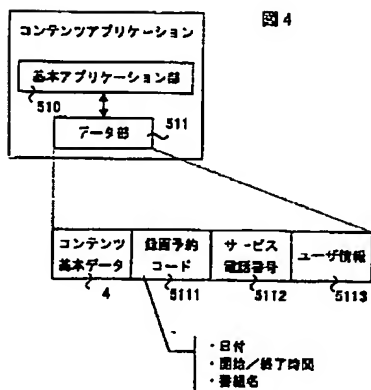 図4
コンテンツアプリケーション
基本アプリケーション部
510
データ部
511
コンテンツ
基本データ
録画予約
コード
サービス
電話番号
ユーザ情報
4
5111
5112
5113
・日付
・開始/終了時間
・番組名